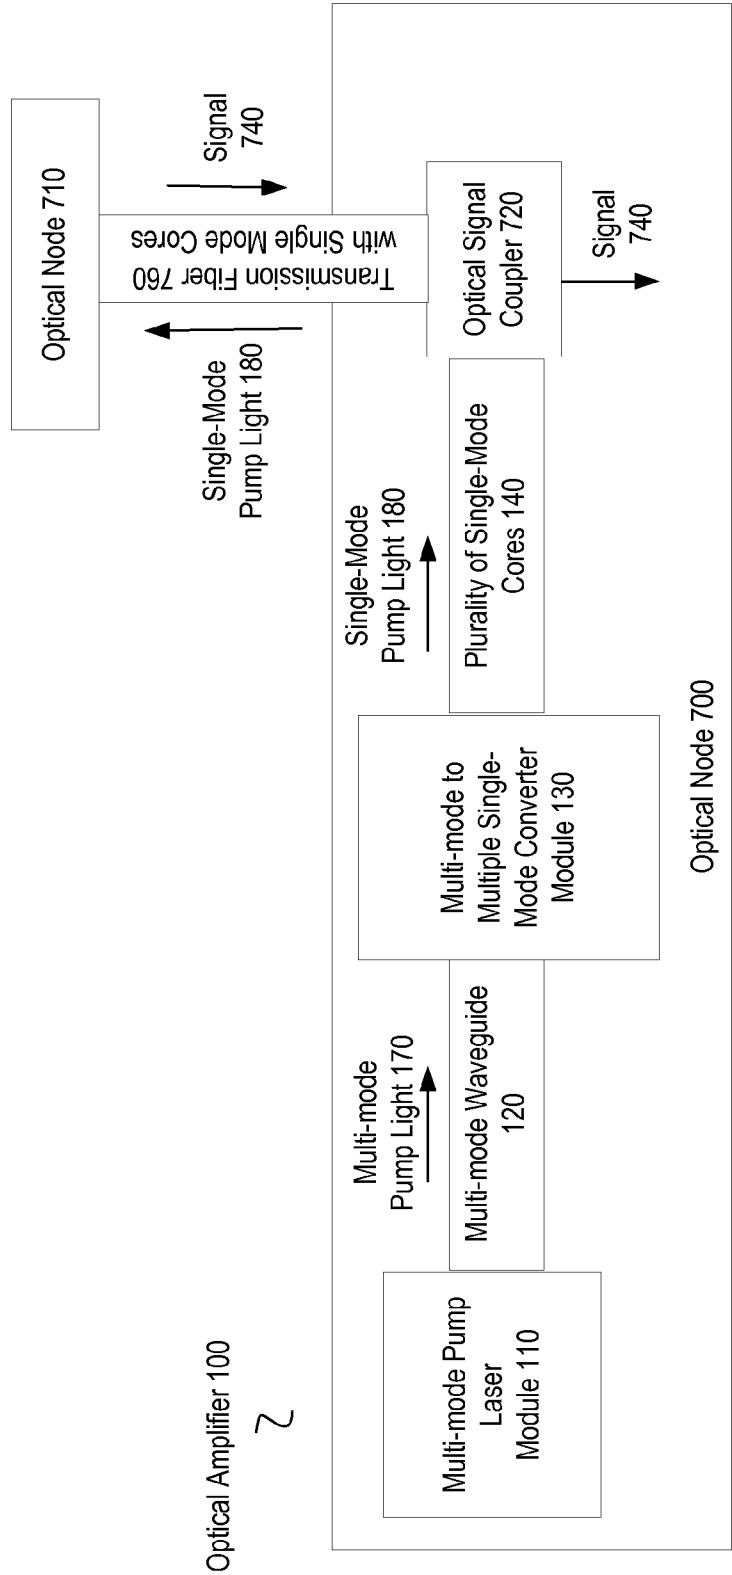 Optical Node 710
Signal
740
Single-Mode
Pump Light 180
Transmission Fiber 760
with Single Mode Cores
Optical Amplifier 100
Multi-mode
Pump Light 170
Single-Mode
Pump Light 180
Multi-mode Pump
Laser
Module 110
Multi-mode Waveguide
120
Multi-mode to
Multiple Single-
Mode Converter
Module 130
Plurality of Single-Mode
Cores 140
Optical Signal
Coupler 720
Signal
740
Optical Node 700